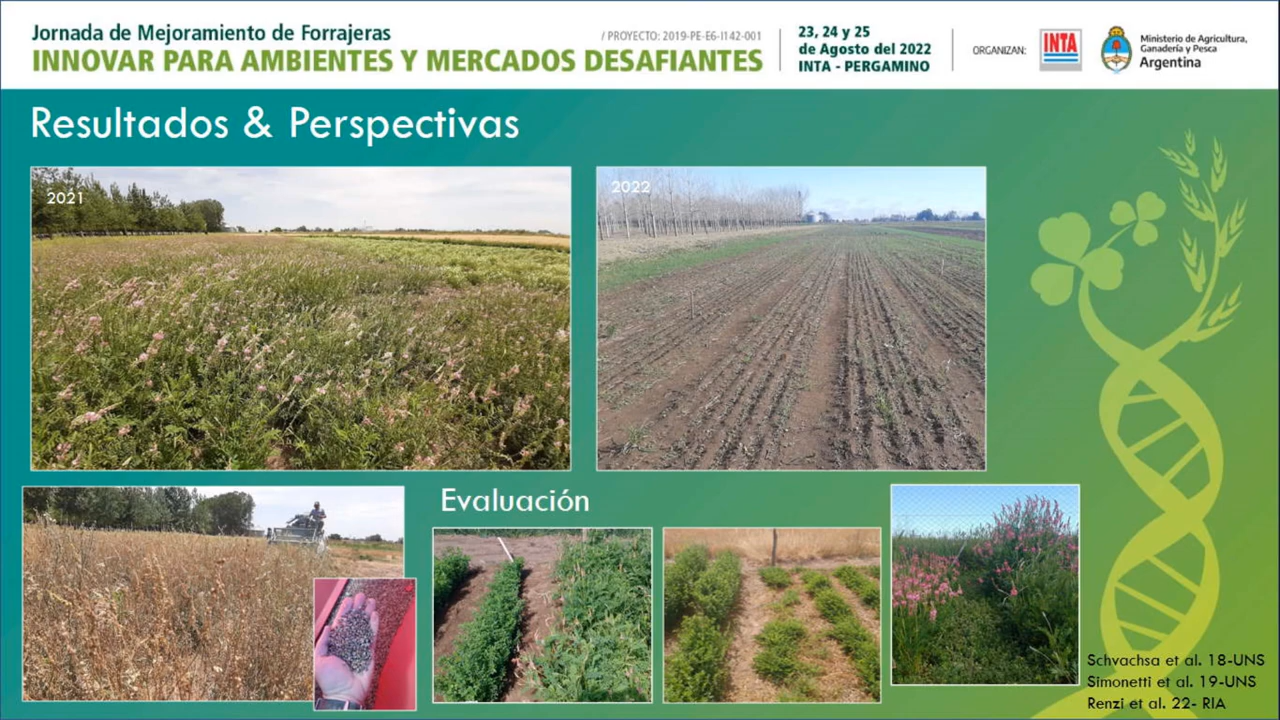 Jornada de Mejoramiento de Forrajeras
/ PROYECTO: 2019-PE-E6-I142-001
INNOVAR PARA AMBIENTES Y MERCADOS DESAFIANTES
23, 24 y 25
de Agosto del 2022
INTA - PERGAMINO
ORGANIZAN:
INTA
Ministerio de Agricultura,
Ganadería y Pesca
Argentina
Resultados & Perspectivas
2021
2022
Evaluación
Schvachsa et al. 18-UNS
Simonetti et al. 19-UNS
Renzi et al. 22- RIA